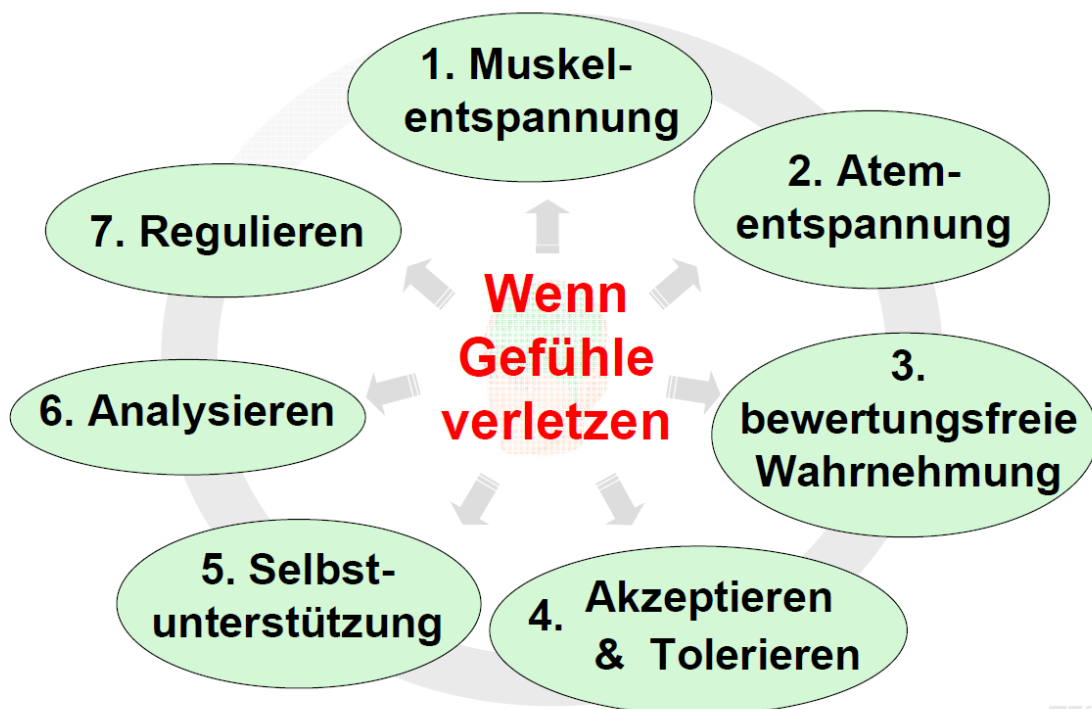 1. Muskel-
entspannung
2. Atem-
entspannung
3.
bewertungsfreie
Wahrnehmung
4. Akzeptieren
& Tolerieren
5. Selbst-
unterstützung
6. Analysieren
7. Regulieren
Wenn
Gefühle
verletzen